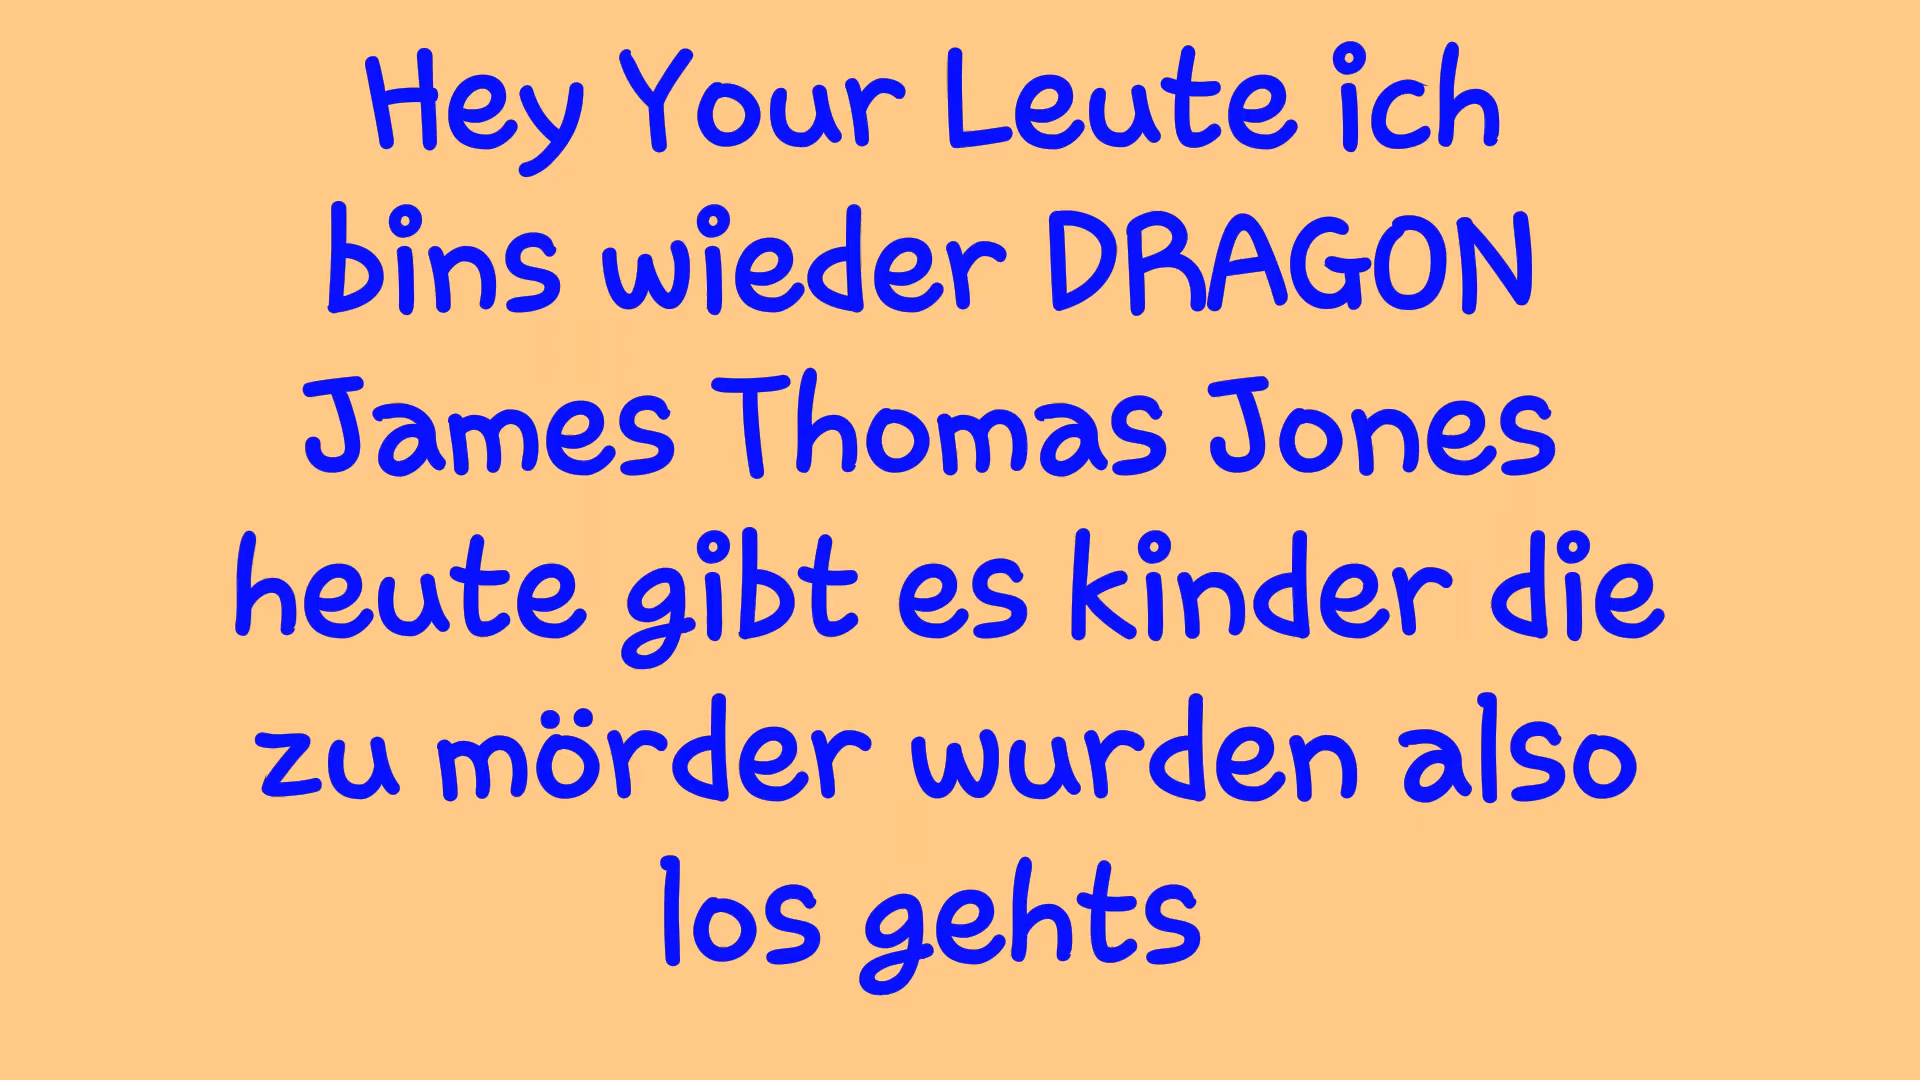 Hey Your Leute ich
bins wieder DRAGON
James Thomas Jones
heute gibt es kinder die
zu mörder wurden also
los gehts